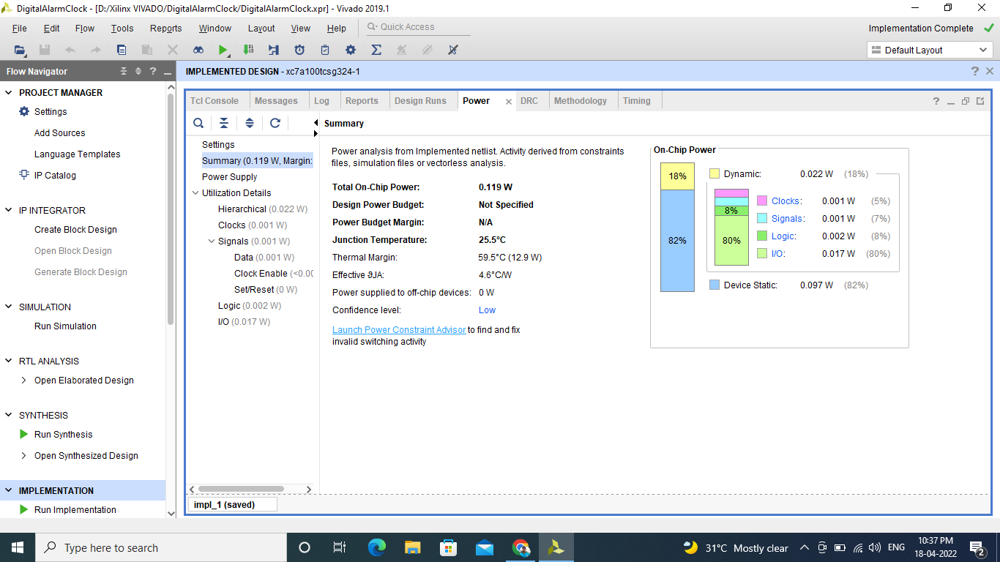 DigitalAlarmClock - [D:/Xilinx VIVADO/DigitalAlarmClock/DigitalAlarmClock.xpr] - Vivado 2019.1
File Edit Flow Tools Reports Window Layout View Help Quick Access
Implementation Complete
Default Layout
Flow Navigator
PROJECT MANAGER
Settings
Add Sources
Language Templates
IP Catalog
IP INTEGRATOR
Create Block Design
Open Block Design
Generate Block Design
SIMULATION
Run Simulation
RTL ANALYSIS
Open Elaborated Design
SYNTHESIS
Run Synthesis
Open Synthesized Design
IMPLEMENTATION
Run Implementation
IMPLEMENTED DESIGN - xc7a100tcsg324-1
Tcl Console Messages Log Reports Design Runs Power DRC Methodology Timing
Settings
Summary (0.119 W, Margin:
Power Supply
Utilization Details
Hierarchical (0.022 W)
Clocks (0.001 W)
Signals (0.001 W)
Data (0.001 W)
Clock Enable (<0.00
Set/Reset (0 W)
Logic (0.002 W)
I/O (0.017 W)
Summary
Power analysis from Implemented netlist. Activity derived from constraints
files, simulation files or vectorless analysis.
Total On-Chip Power: 0.119 W
Design Power Budget: Not Specified
Power Budget Margin: N/A
Junction Temperature: 25.5°C
Thermal Margin: 59.5°C (12.9 W)
Effective ϑJA: 4.6°C/W
Power supplied to off-chip devices: 0 W
Confidence level: Low
Launch Power Constraint Advisor to find and fix
invalid switching activity
On-Chip Power
18%
82%
Dynamic: 0.022 W (18%)
8%
80%
Clocks: 0.001 W (5%)
Signals: 0.001 W (7%)
Logic: 0.002 W (8%)
I/O: 0.017 W (80%)
Device Static: 0.097 W (82%)
impl_1 (saved)
Type here to search
31°C Mostly clear
ENG
10:37 PM
18-04-2022
2